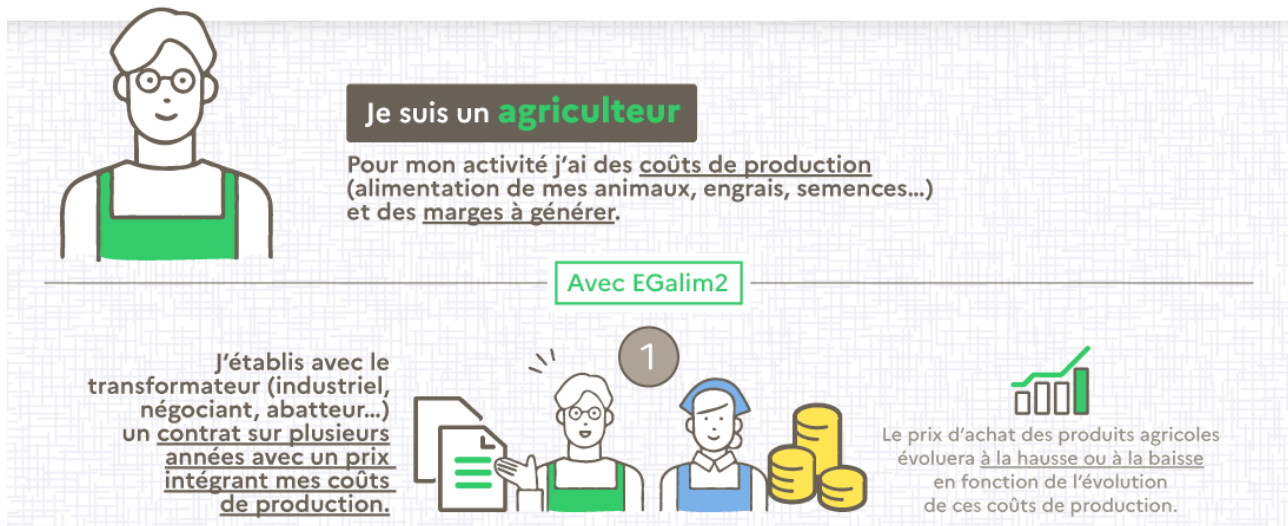 Je suis un agriculteur
Pour mon activité j'ai des coûts de production
(alimentation de mes animaux, engrais, semences...)
et des marges à générer.
Avec EGalim2
J'établis avec le
transformateur (industriel,
négociant, abatteur...)
un contrat sur plusieurs
années avec un prix
intégrant mes coûts
de production.
1
Le prix d'achat des produits agricoles
évoluera à la hausse ou à la baisse
en fonction de l'évolution
de ces coûts de production.